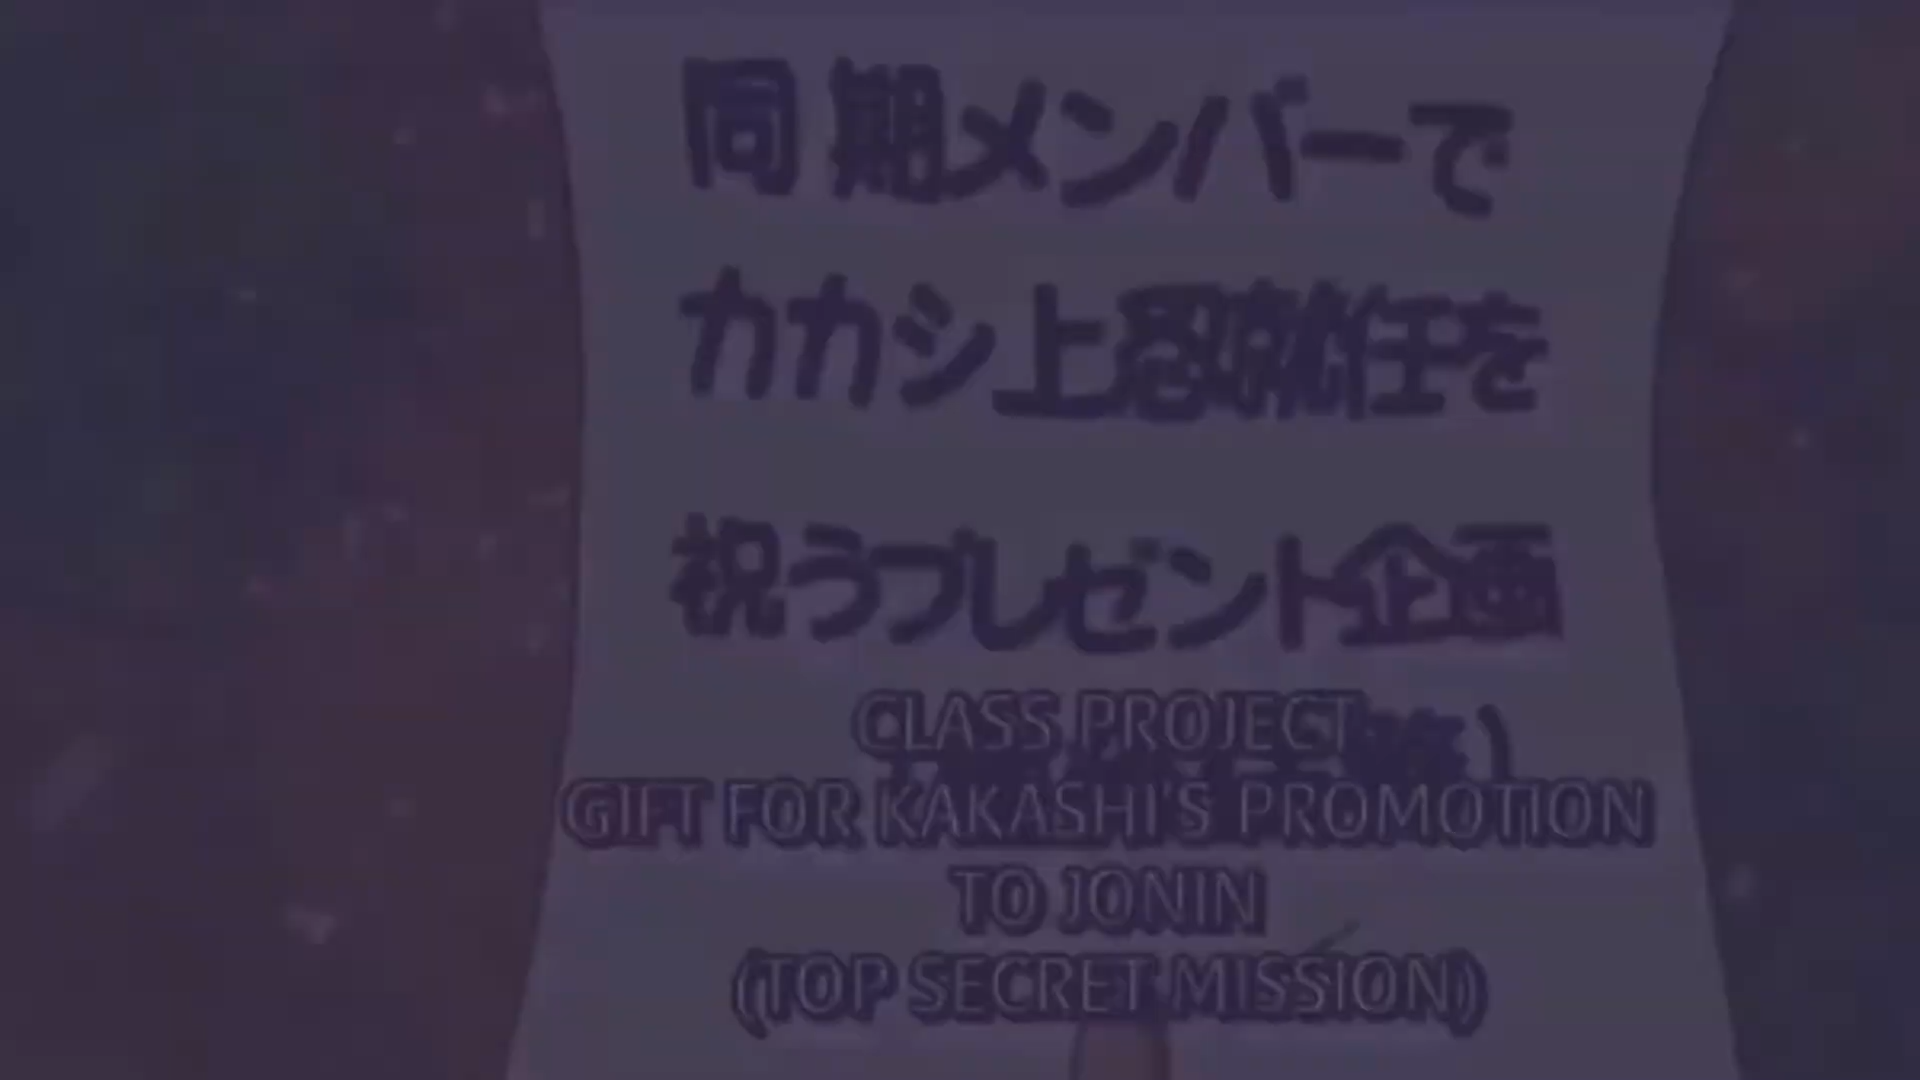 同期メンバーで
カカシ上忍就任を
祝うプレゼント企画
CLASS PROJECT
GIFT FOR KAKASHI'S PROMOTION
TO JONIN
(TOP SECRET MISSION)